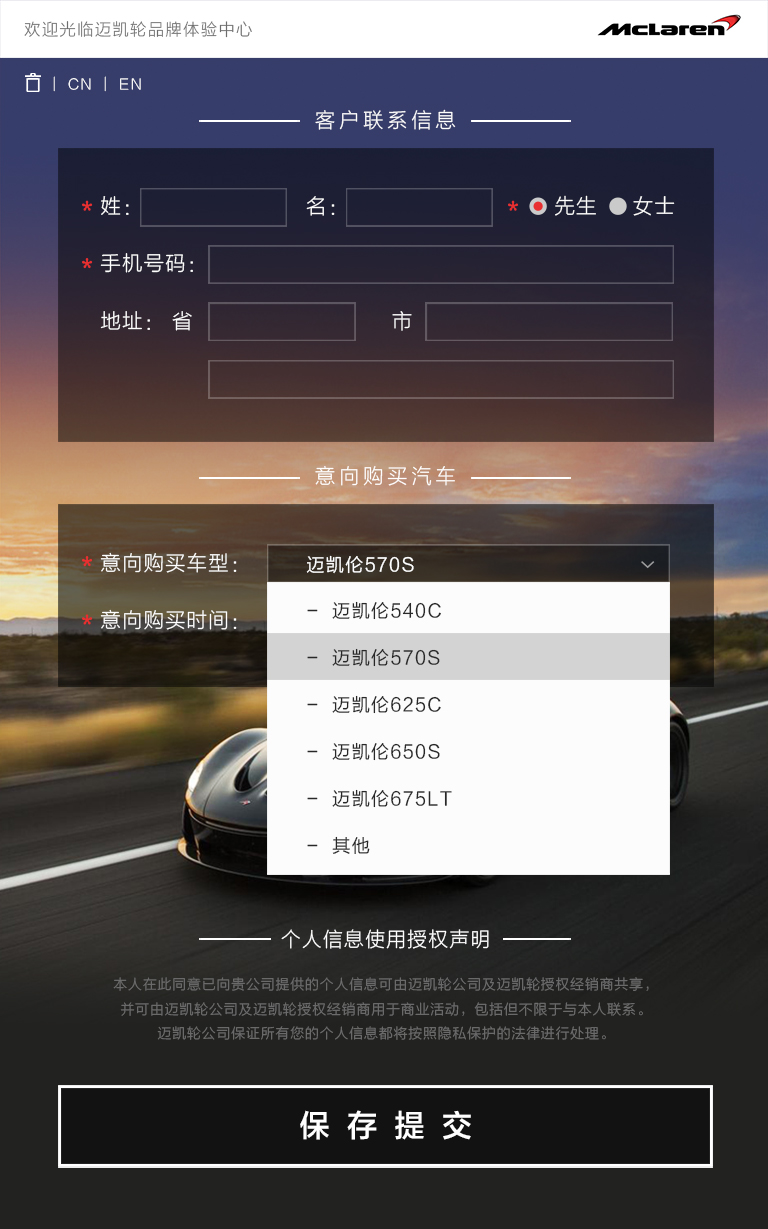 欢迎光临迈凯轮品牌体验中心
McLaren
| CN | EN
客户联系信息
* 姓： 名： * 先生 女士
* 手机号码：
地址： 省 市
意向购买汽车
* 意向购买车型： 迈凯伦570S
* 意向购买时间：
– 迈凯伦540C
– 迈凯伦570S
– 迈凯伦625C
– 迈凯伦650S
– 迈凯伦675LT
– 其他
个人信息使用授权声明
本人在此同意已向贵公司提供的个人信息可由迈凯轮公司及迈凯轮授权经销商共享，
并可由迈凯轮公司及迈凯轮授权经销商用于商业活动，包括但不限于与本人联系。
迈凯轮公司保证所有您的个人信息都将按照隐私保护的法律进行处理。
保存提交